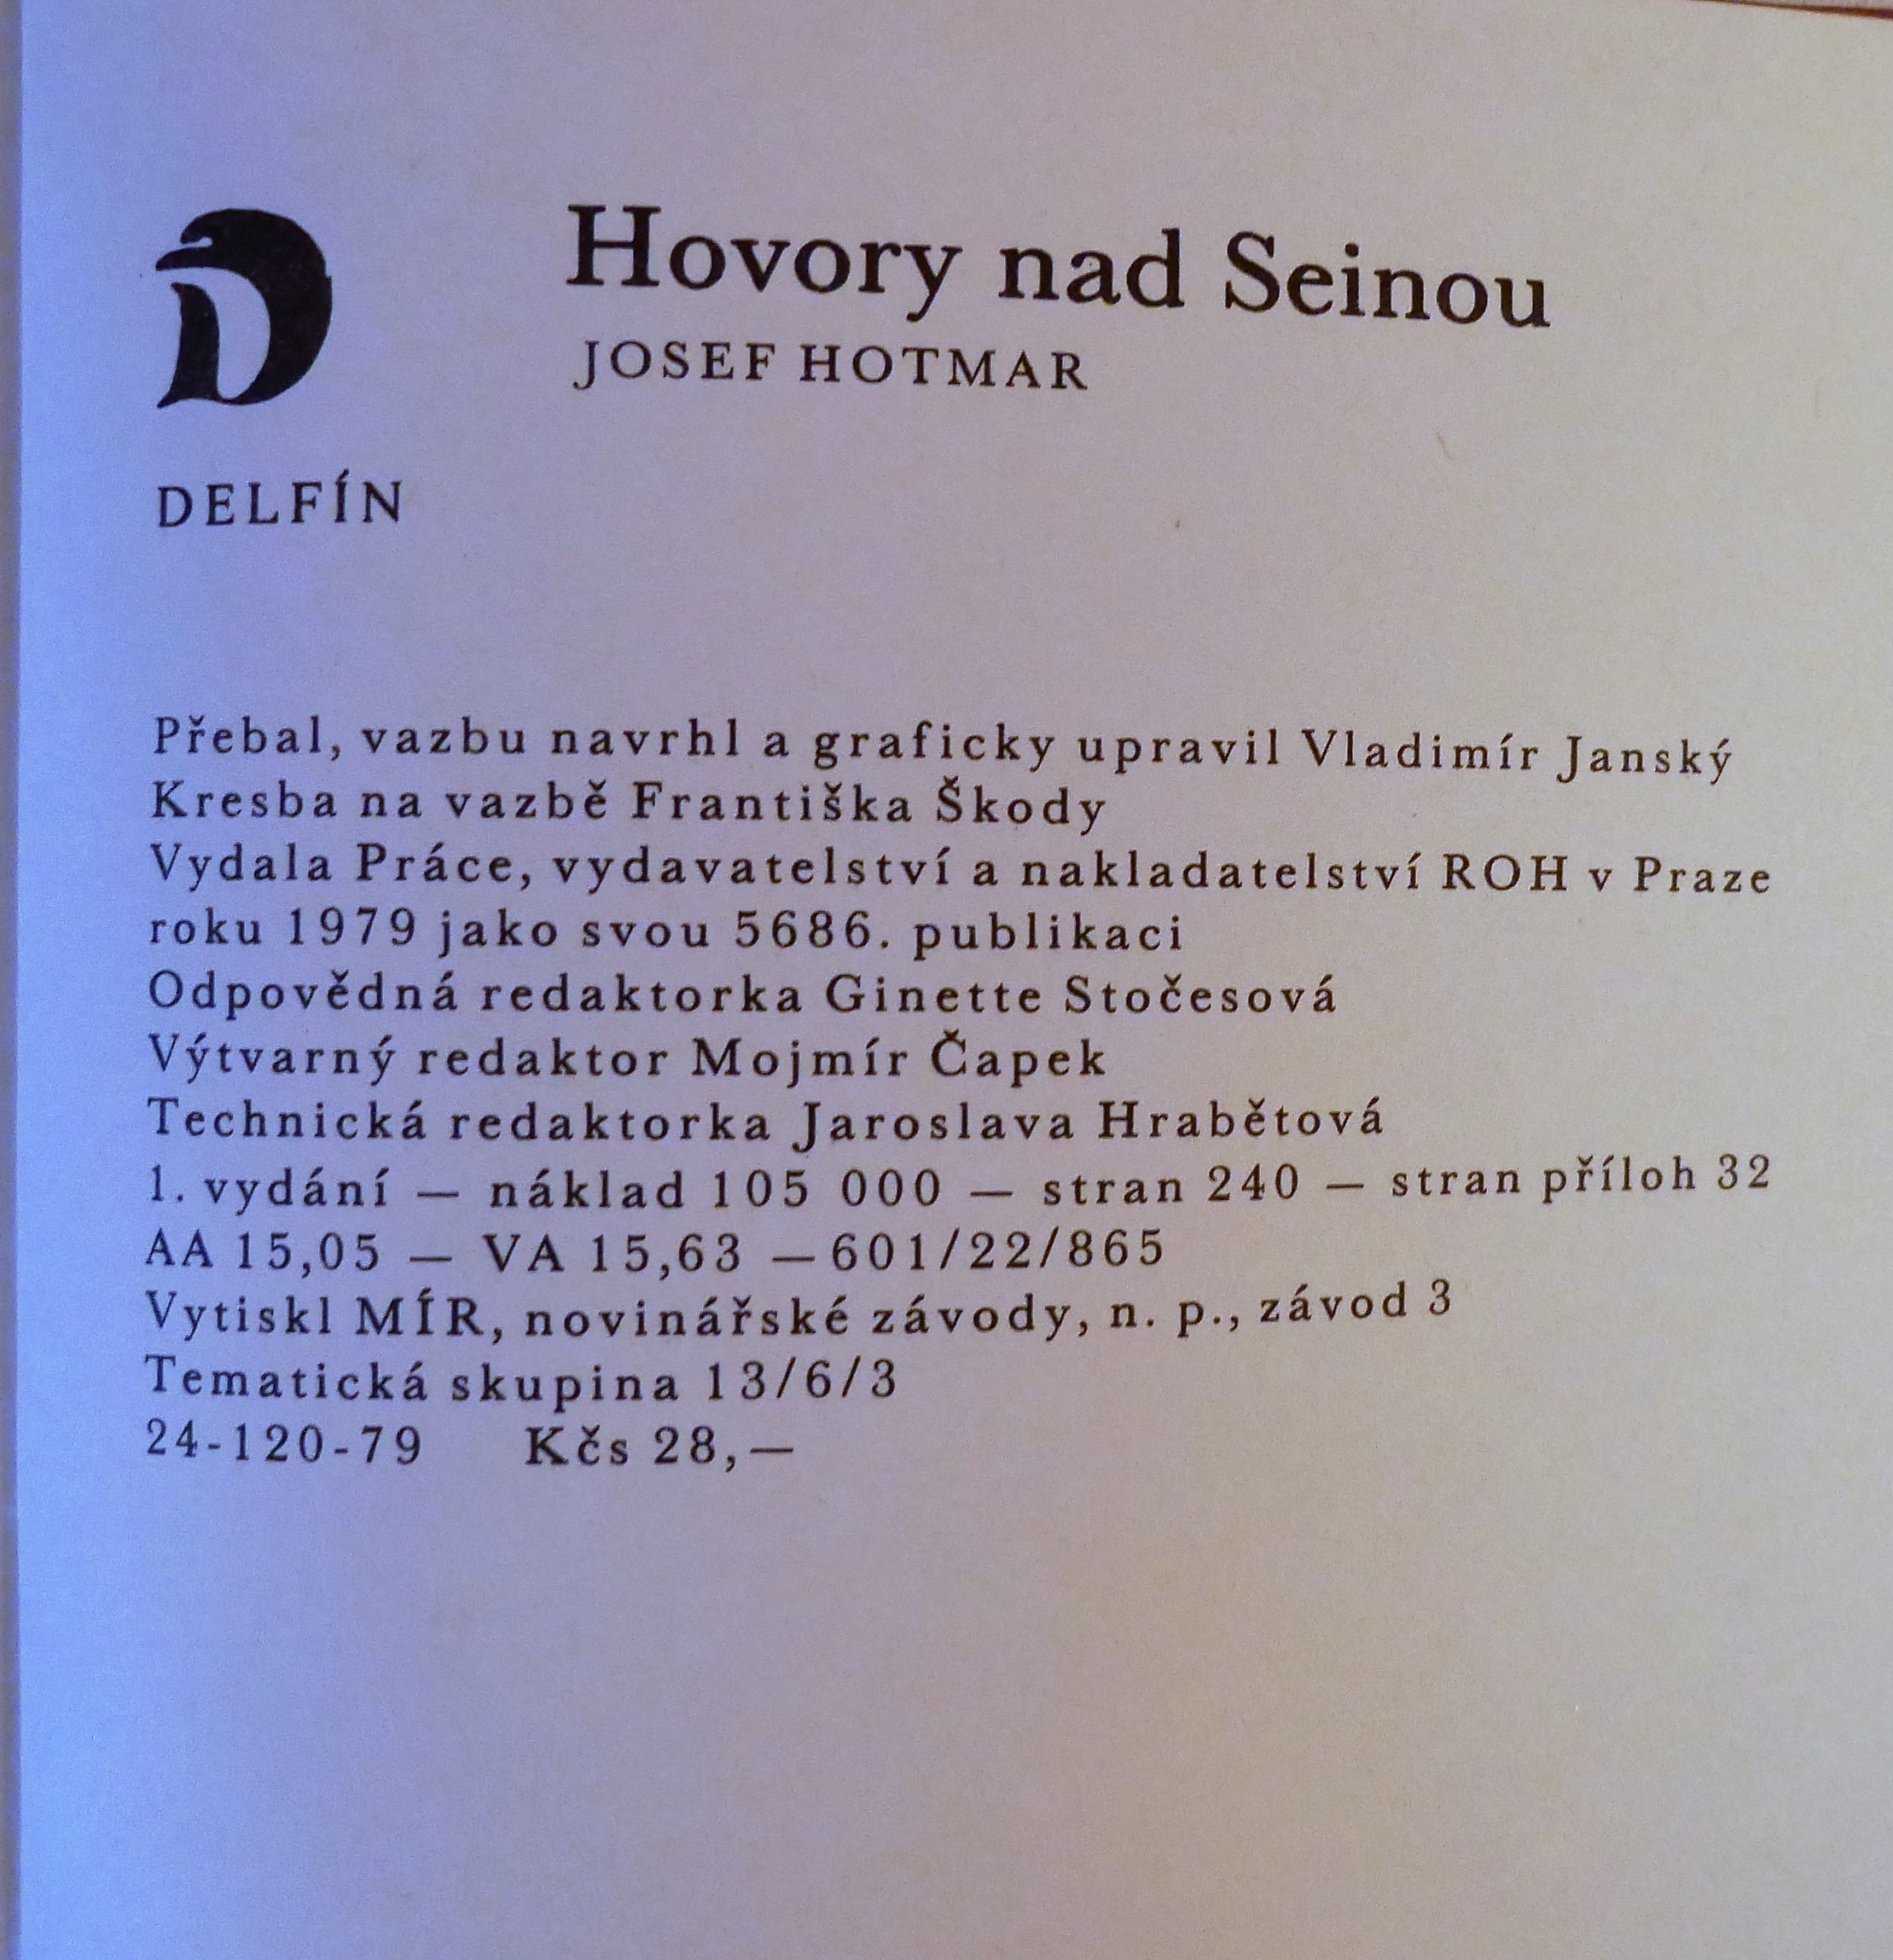 Hovory nad Seinou
JOSEF HOTMAR
DELFÍN
Přebal, vazbu navrhl a graficky upravil Vladimír Janský
Kresba na vazbě Františka Škody
Vydala Práce, vydavatelství a nakladatelství ROH v Praze
roku 1979 jako svou 5686. publikaci
Odpovědná redaktorka Ginette Stočesová
Výtvarný redaktor Mojmír Čapek
Technická redaktorka Jaroslava Hrabětová
1. vydání — náklad 105 000 — stran 240 — stran příloh 32
AA 15,05 — VA 15,63 —601/22/865
Vytiskl MÍR, novinářské závody, n. p., závod 3
Tematická skupina 13/6/3
24-120-79 Kčs 28,—